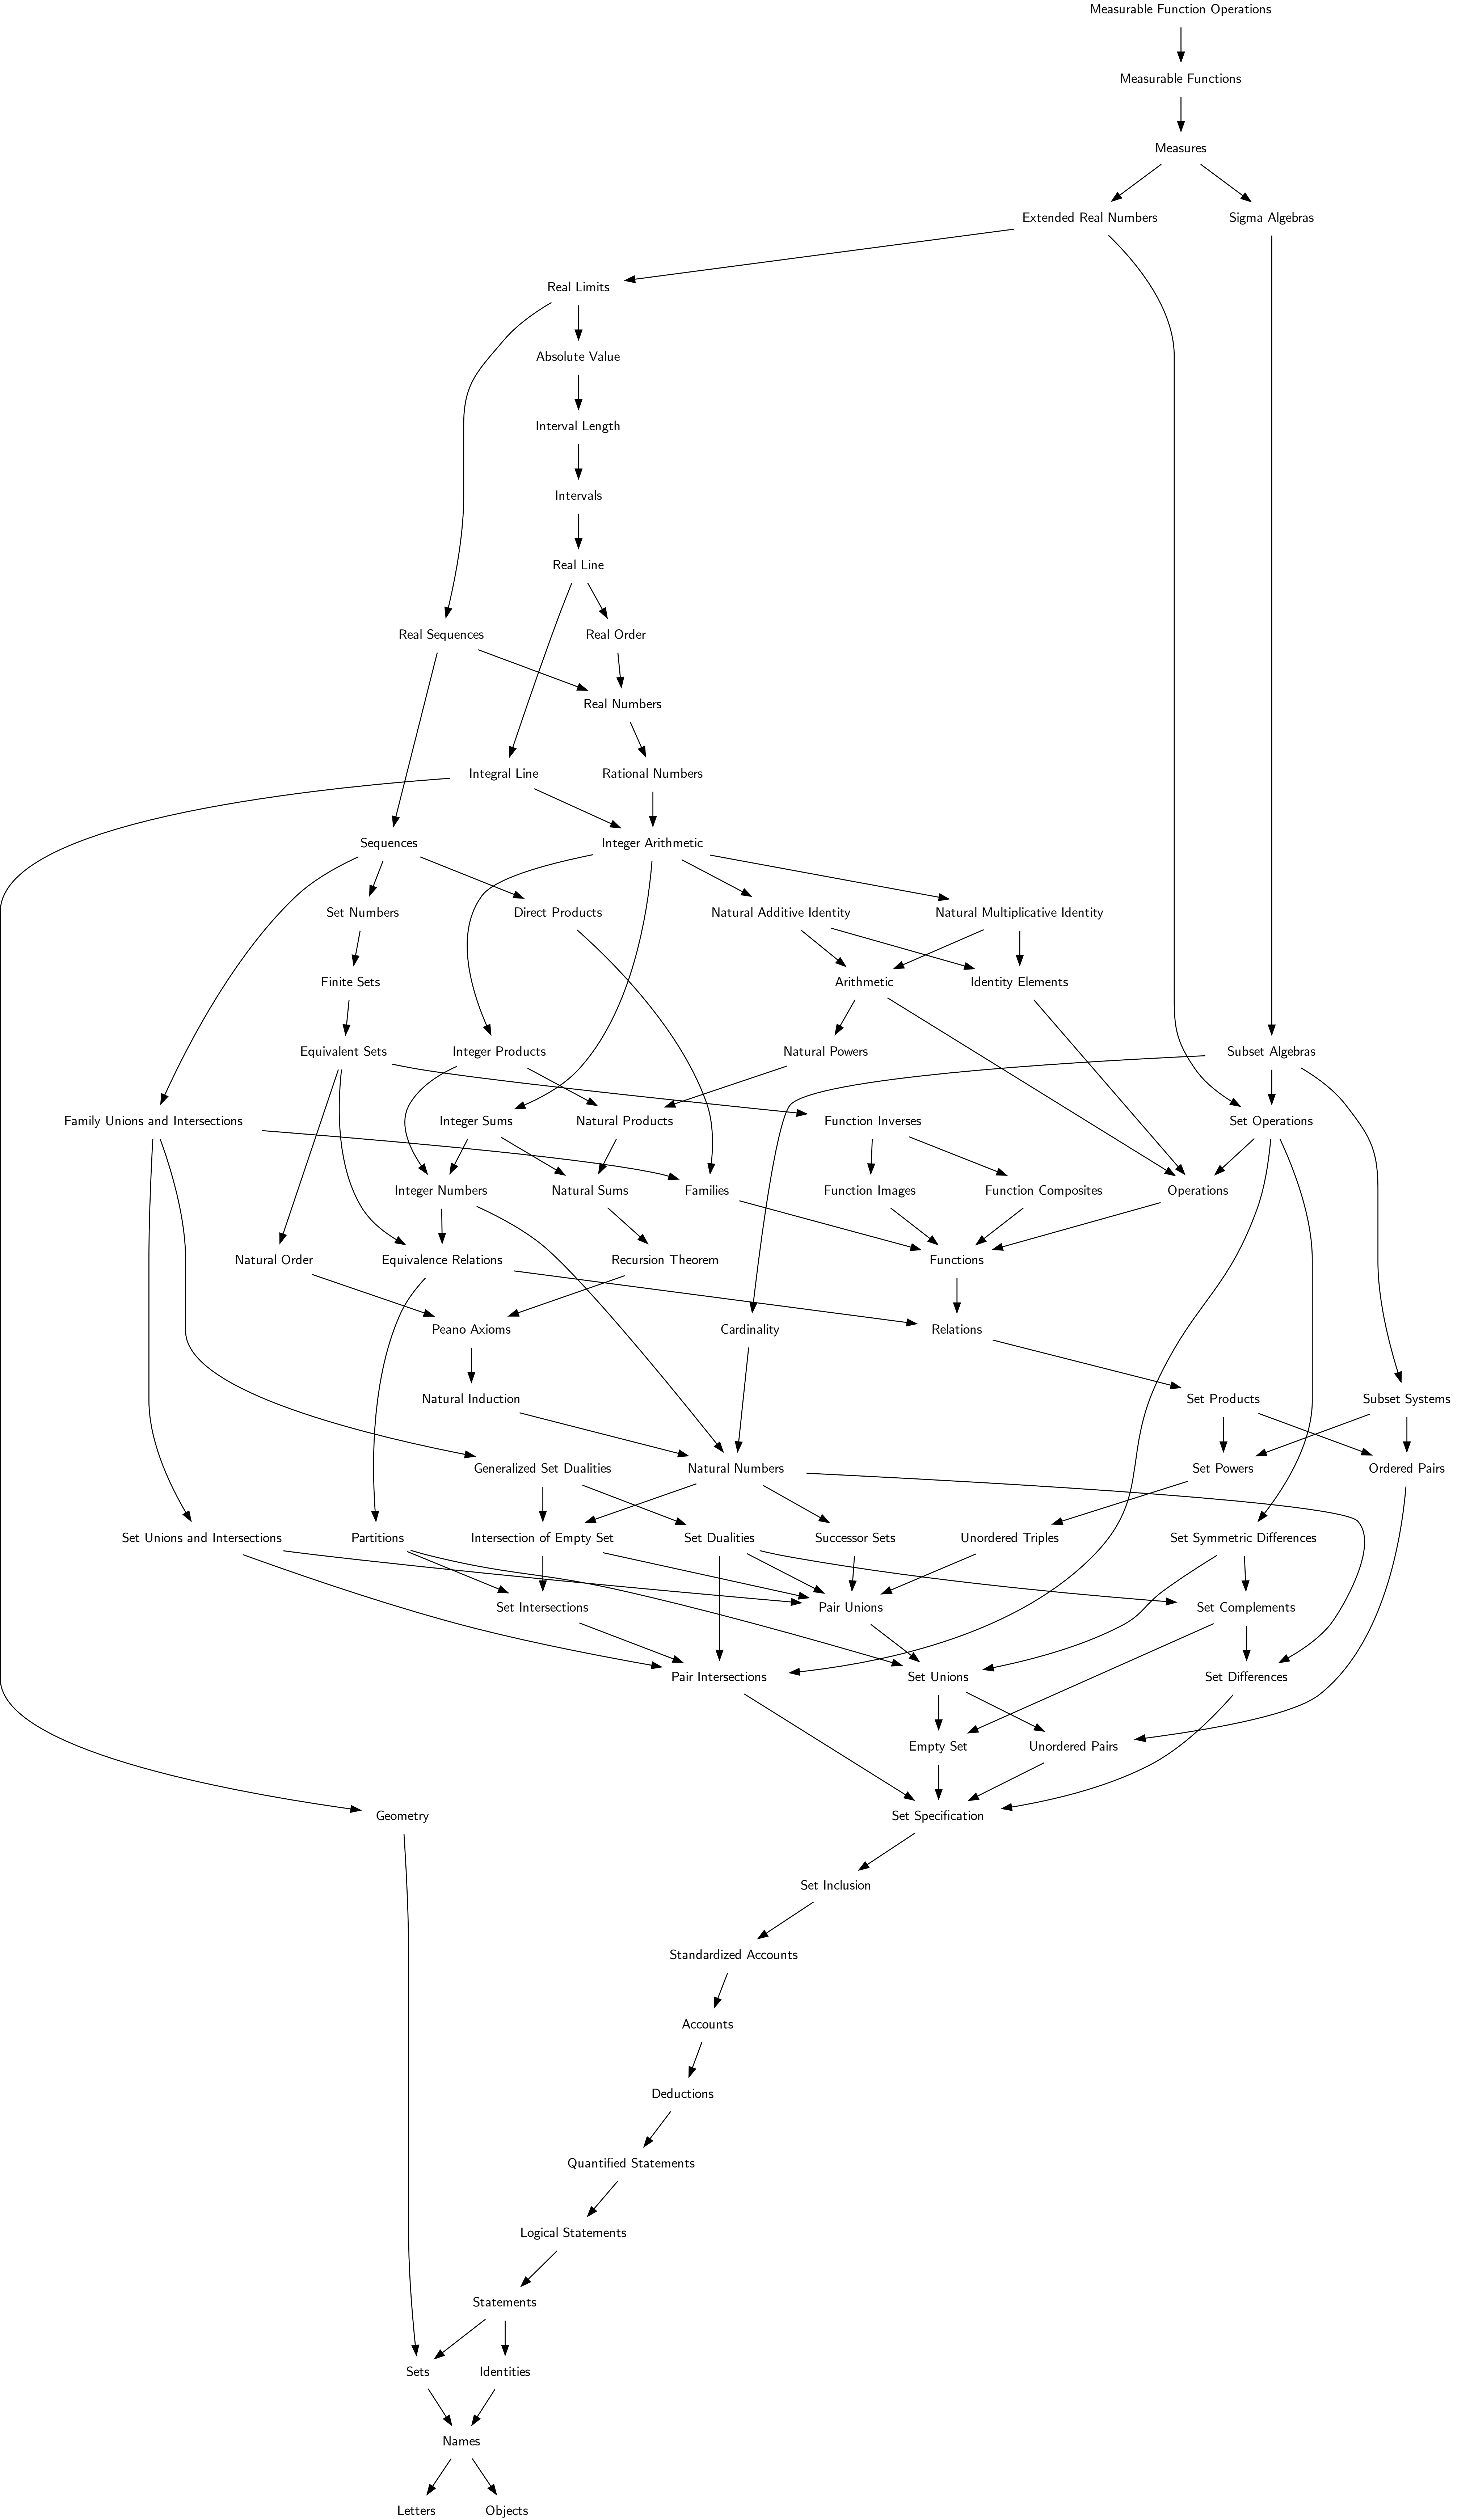 Measurable Function Operations
Measurable Functions
Measures
Extended Real Numbers
Sigma Algebras
Real Limits
Absolute Value
Interval Length
Intervals
Real Line
Real Sequences
Real Order
Real Numbers
Integral Line
Rational Numbers
Sequences
Integer Arithmetic
Set Numbers
Direct Products
Natural Additive Identity
Natural Multiplicative Identity
Finite Sets
Arithmetic
Identity Elements
Equivalent Sets
Integer Products
Natural Powers
Subset Algebras
Family Unions and Intersections
Integer Sums
Natural Products
Function Inverses
Set Operations
Integer Numbers
Natural Sums
Families
Function Images
Function Composites
Operations
Natural Order
Equivalence Relations
Recursion Theorem
Functions
Peano Axioms
Cardinality
Relations
Natural Induction
Set Products
Subset Systems
Generalized Set Dualities
Natural Numbers
Set Powers
Ordered Pairs
Set Unions and Intersections
Partitions
Intersection of Empty Set
Set Dualities
Successor Sets
Unordered Triples
Set Symmetric Differences
Set Intersections
Pair Unions
Set Complements
Pair Intersections
Set Unions
Set Differences
Empty Set
Unordered Pairs
Geometry
Set Specification
Set Inclusion
Standardized Accounts
Accounts
Deductions
Quantified Statements
Logical Statements
Statements
Sets
Identities
Names
Letters
Objects